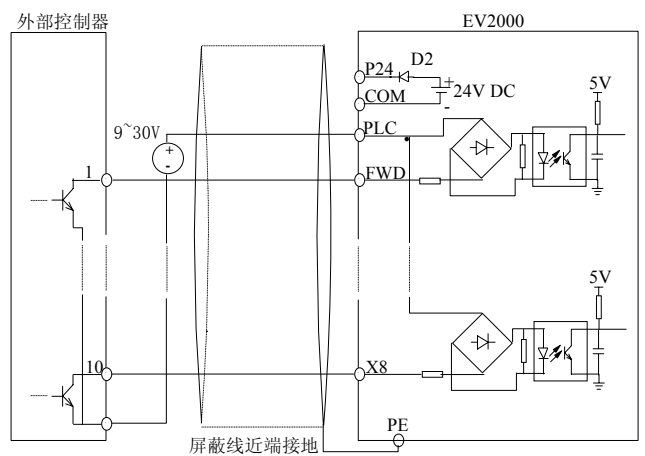 外部控制器
EV2000
P24
D2
+
24V DC
-
COM
5V
9~30V
PLC
+
-
1
FWD
5V
10
X8
PE
屏蔽线近端接地